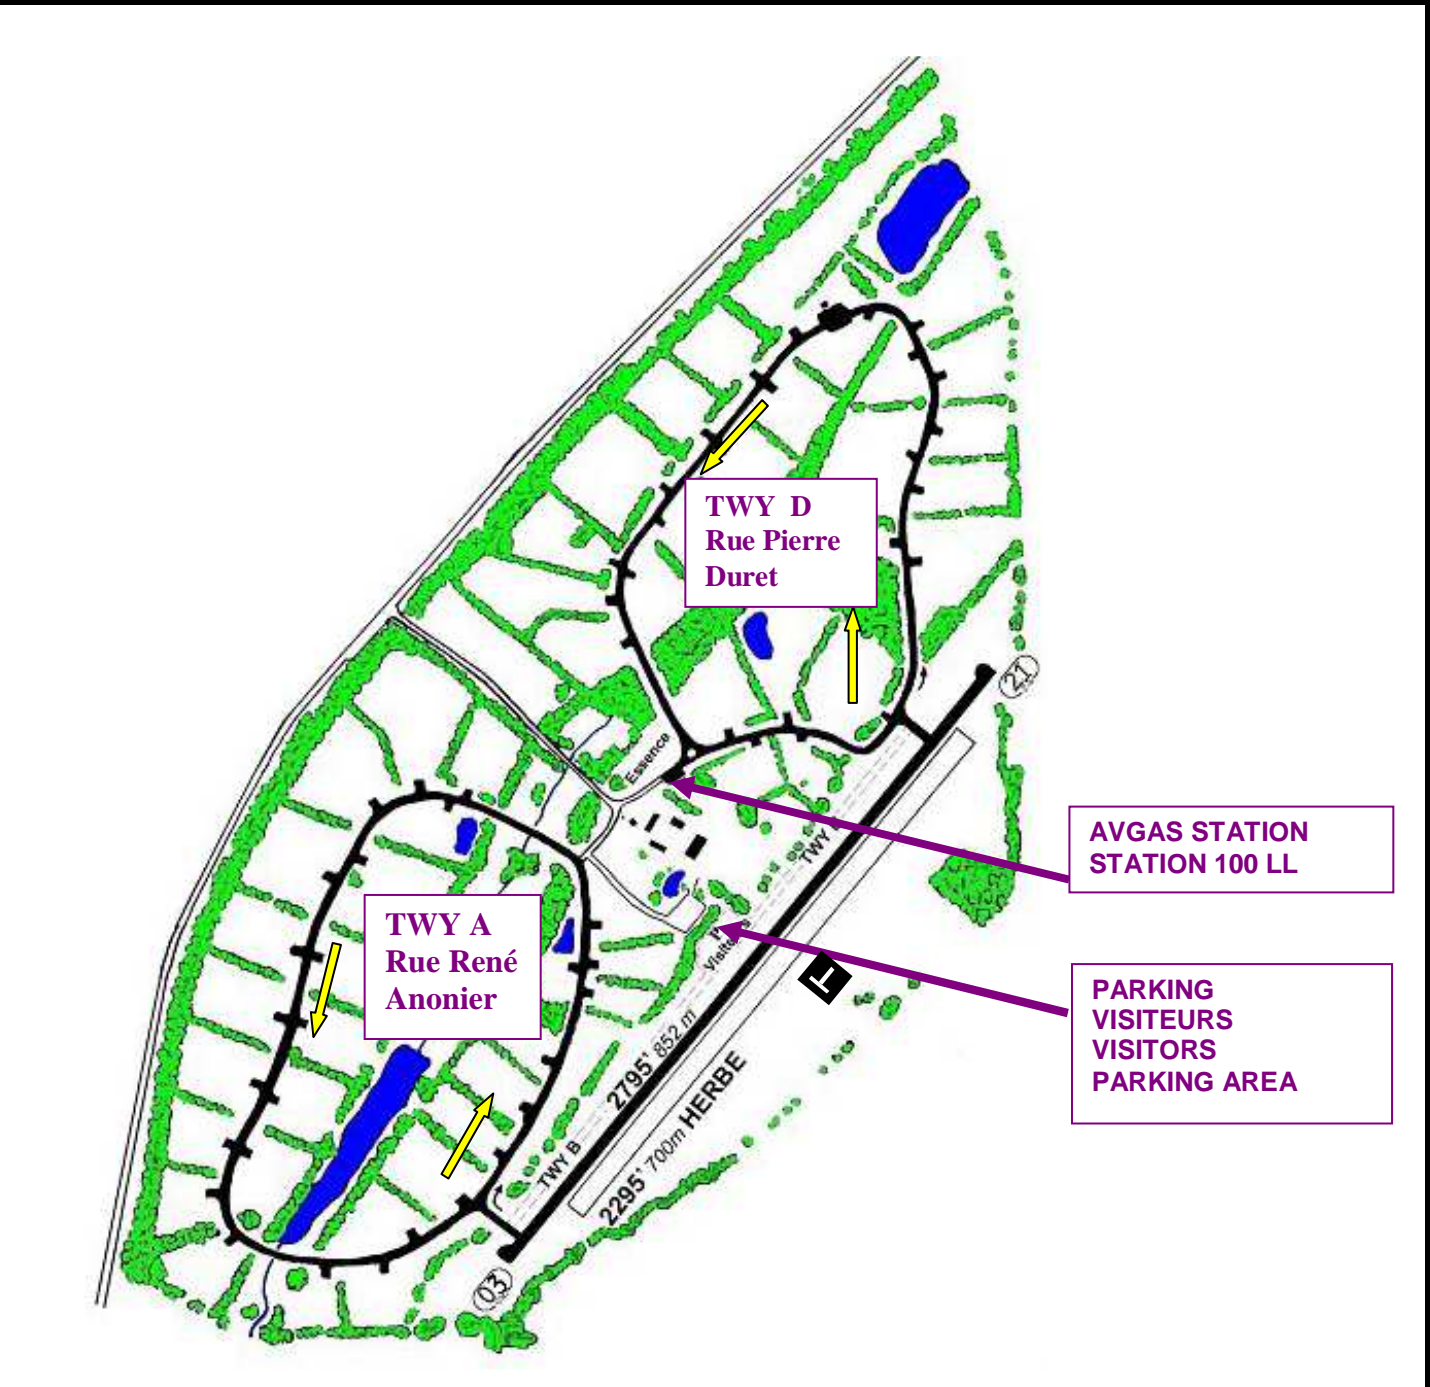 21
TWY D
Rue Pierre
Duret
Essence
AVGAS STATION
STATION 100 LL
TWY
Visiteurs
TWY A
Rue René
Anonier
PARKING
VISITEURS
VISITORS
PARKING AREA
2795' 852 m
2295' 700m HERBE
TWY B
T
03